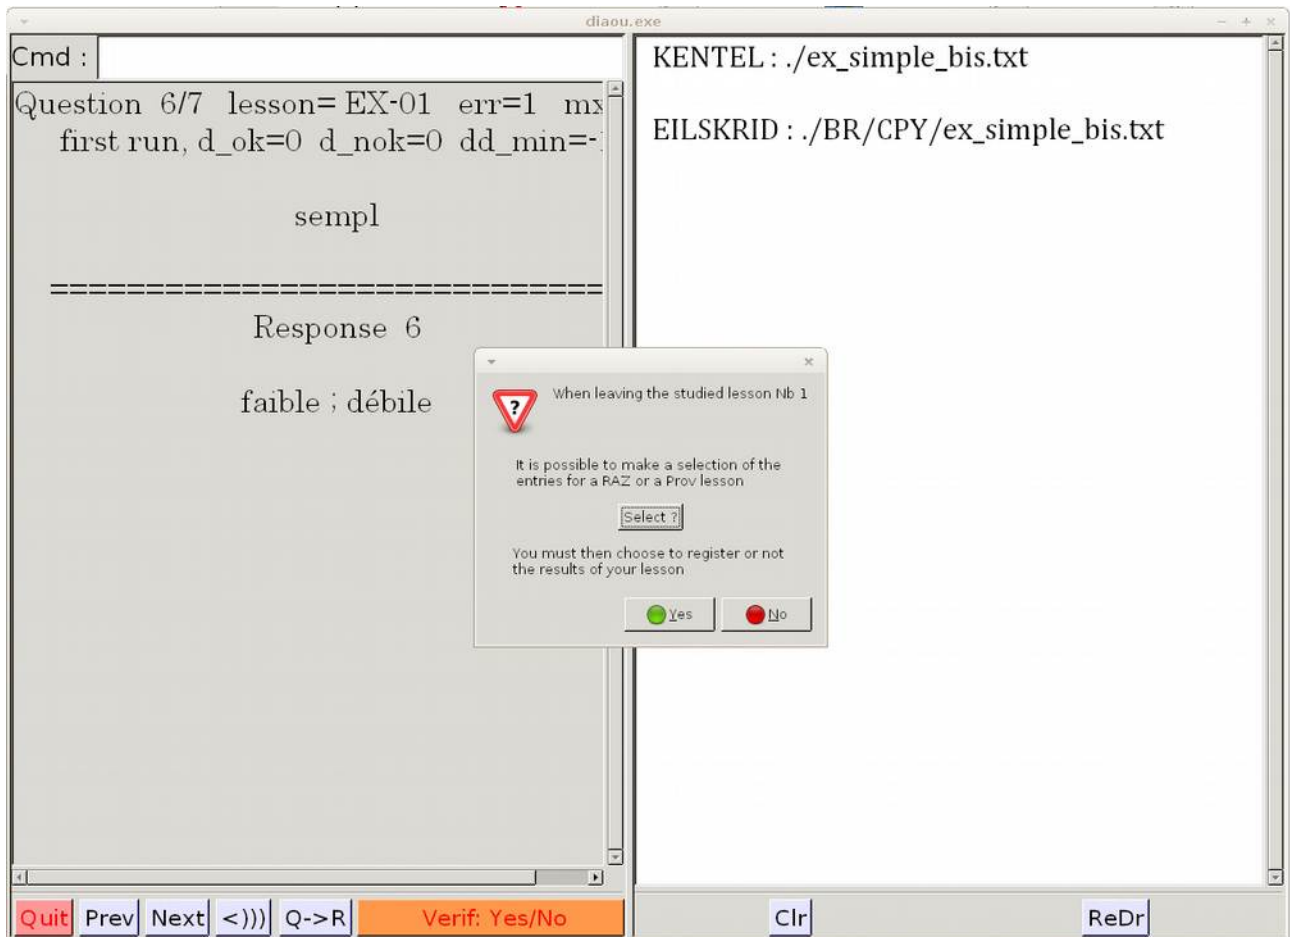 diaou.exe
Cmd :
Question 6/7 lesson= EX-01 err=1 mx
first run, d_ok=0 d_nok=0 dd_min=-
sempl
==============================
Response 6
faible ; débile
KENTEL : ./ex_simple_bis.txt
EILSKRID : ./BR/CPY/ex_simple_bis.txt
When leaving the studied lesson Nb 1
It is possible to make a selection of the
entries for a RAZ or a Prov lesson
Select ?
You must then choose to register or not
the results of your lesson
Yes No
Quit Prev Next <))) Q->R Verif: Yes/No Clr ReDr